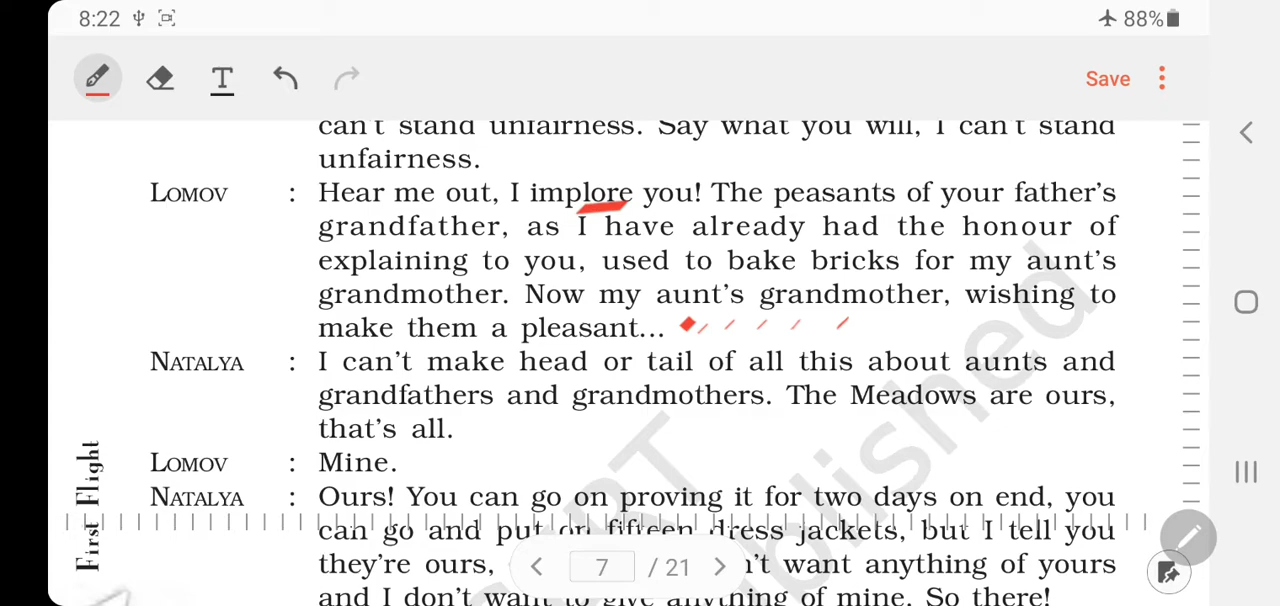 8:22 88%
T Save
can't stand unfairness. Say what you will, I can't stand
unfairness.
LOMOV : Hear me out, I implore you! The peasants of your father's
grandfather, as I have already had the honour of
explaining to you, used to bake bricks for my aunt's
grandmother. Now my aunt's grandmother, wishing to
make them a pleasant...
NATALYA : I can't make head or tail of all this about aunts and
grandfathers and grandmothers. The Meadows are ours,
that's all.
LOMOV : Mine.
NATALYA : Ours! You can go on proving it for two days on end, you
can go and put on fifteen dress jackets, but I tell you
they're ours, n't want anything of yours
and I don't want to give anything of mine. So there!
7 / 21
First Flight
blished